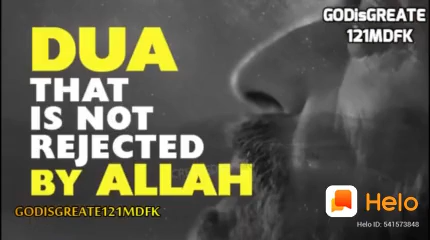 GODisGREATE
121MDFK
DUA
THAT
IS NOT
REJECTED
BY ALLAH
GODISGREATE121MDFK
Helo
Helo ID: 541573848